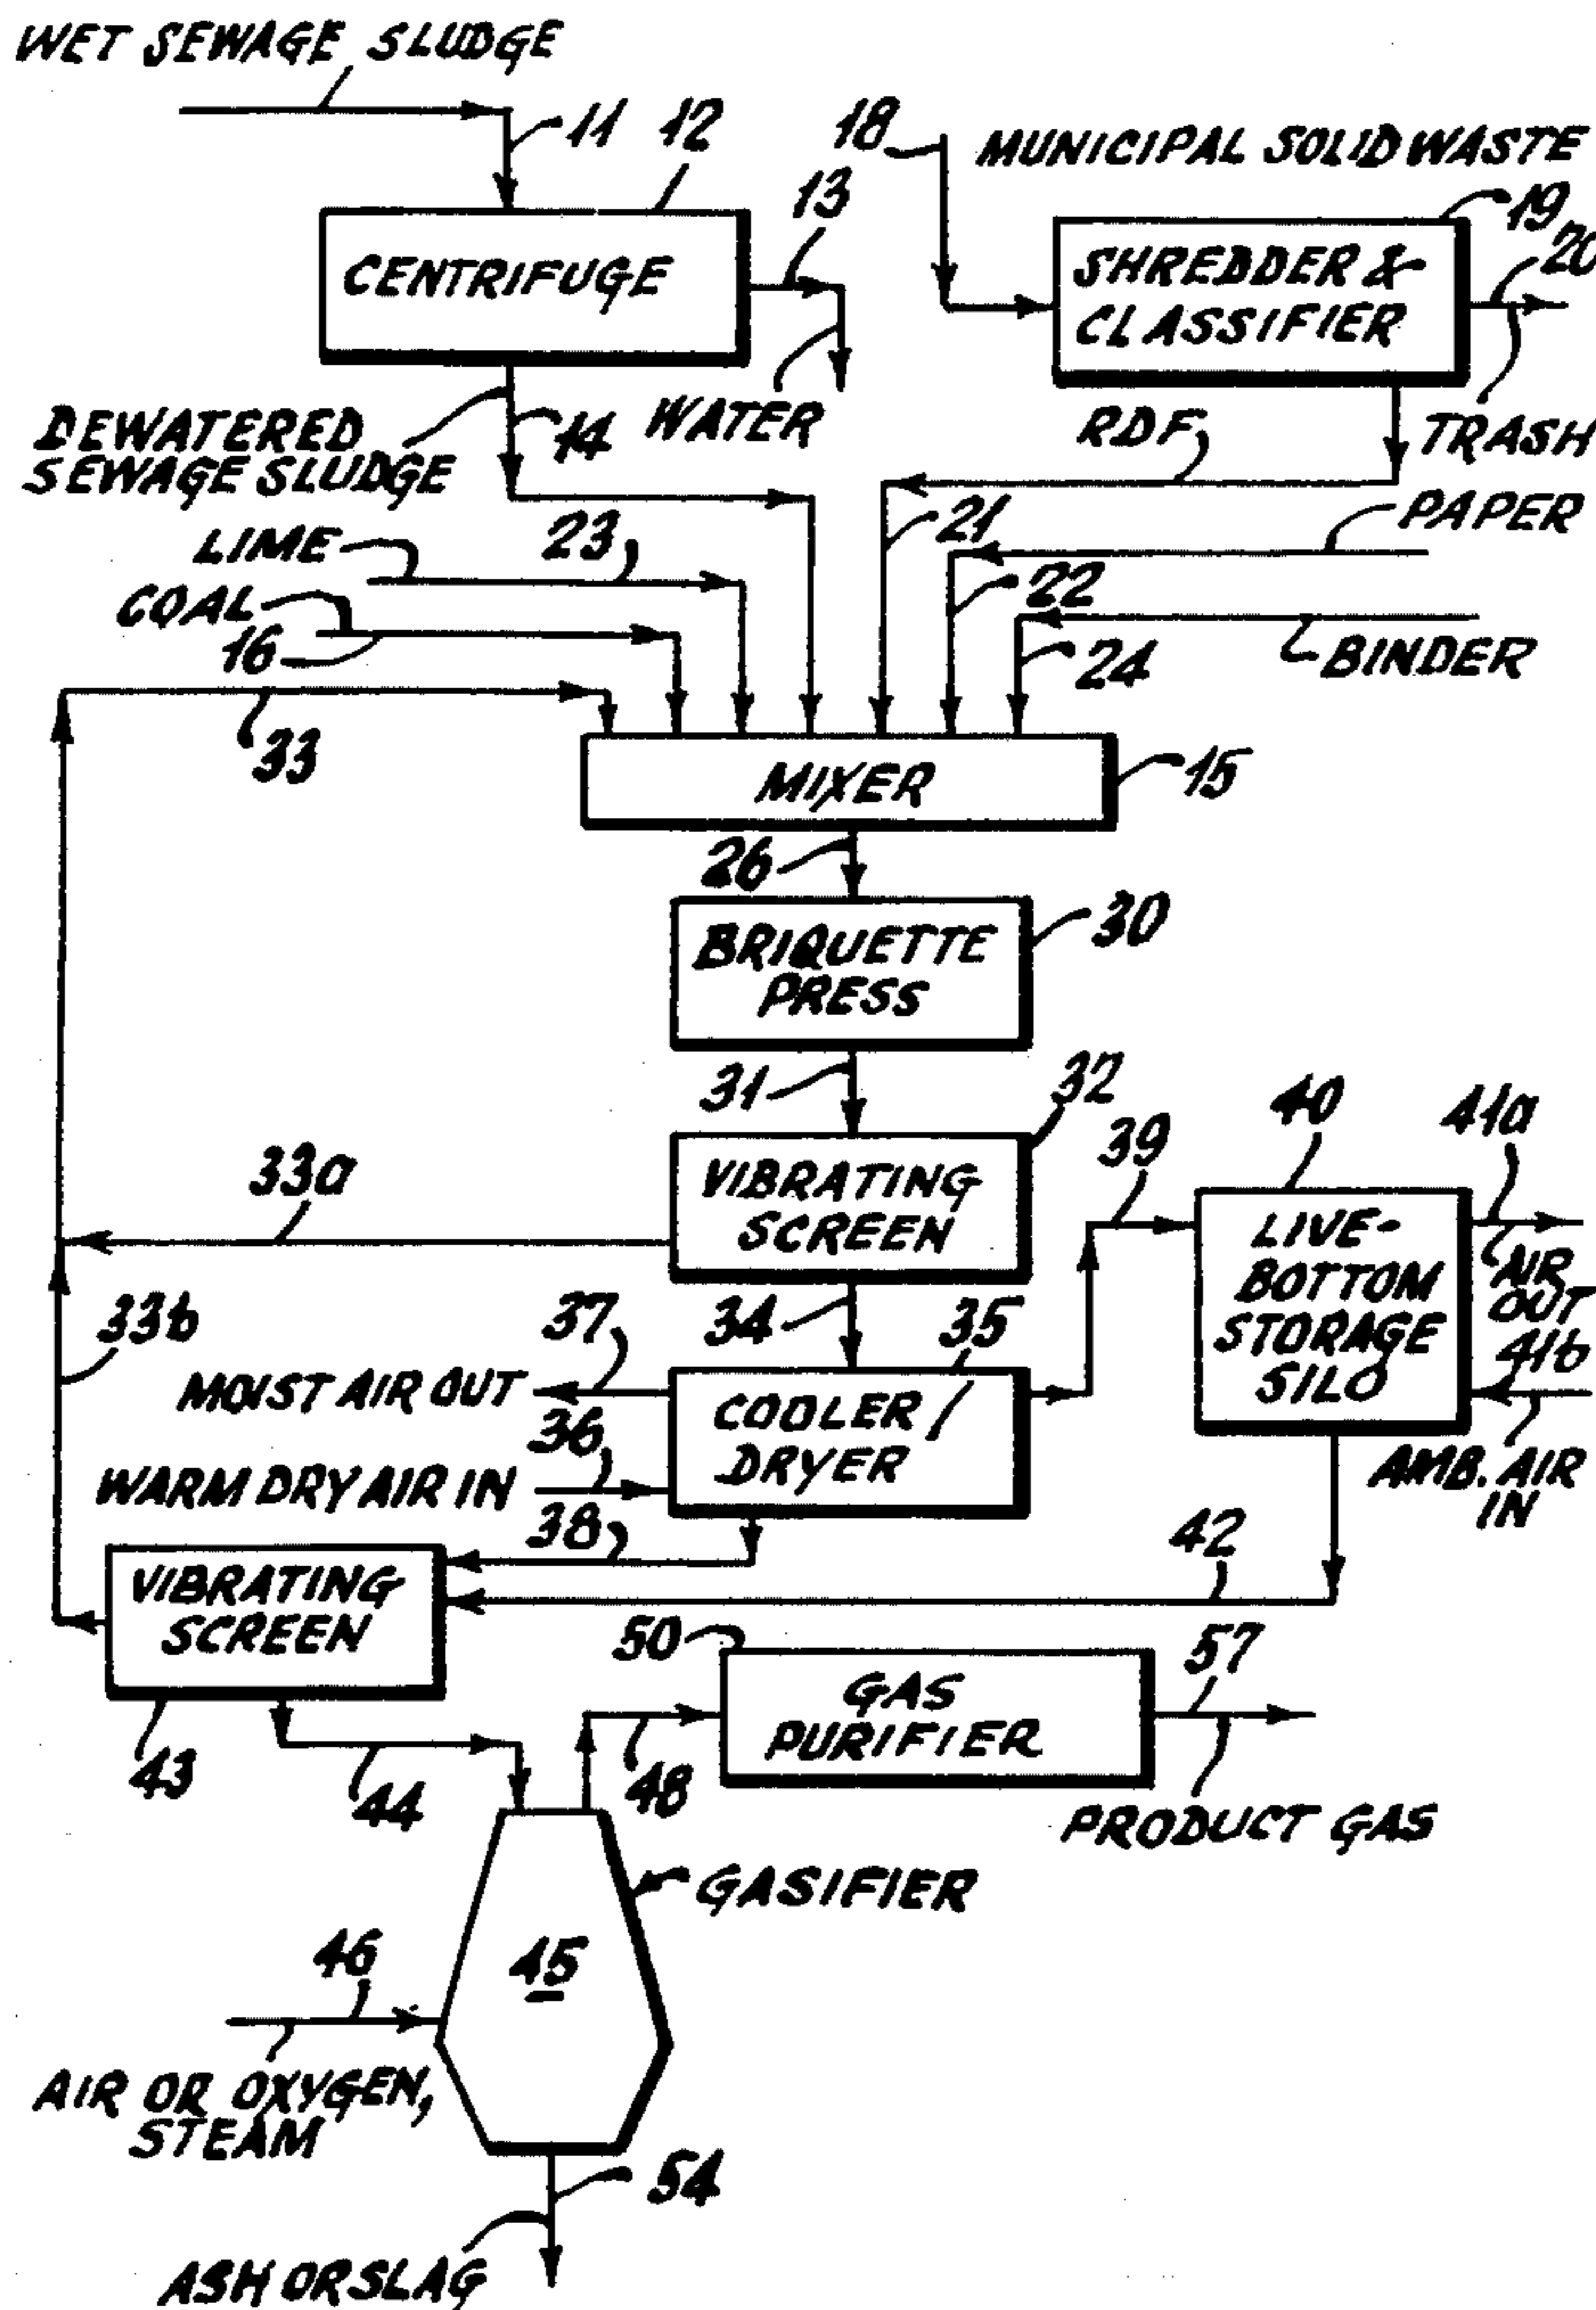 WET SEWAGE SLUDGE
11
12
18
MUNICIPAL SOLID WASTE
13
19
20
CENTRIFUGE
SHREDDER &
CLASSIFIER
DEWATERED
SEWAGE SLUDGE
14
WATER
RDF
TRASH
LIME
23
21
PAPER
COAL
16
22
24
BINDER
33
MIXER
15
26
BRIQUETTE
PRESS
30
31
32
39
40
41a
33a
VIBRATING
SCREEN
LIVE-
BOTTOM
STORAGE
SILO
AIR
OUT
41b
33b
37
34
35
MOIST AIR OUT
36
COOLER/
DRYER
WARM DRY AIR IN
AMB. AIR
IN
38
42
VIBRATING
SCREEN
50
57
GAS
PURIFIER
43
44
48
PRODUCT GAS
GASIFIER
46
45
AIR OR OXYGEN,
STEAM
54
ASH OR SLAG